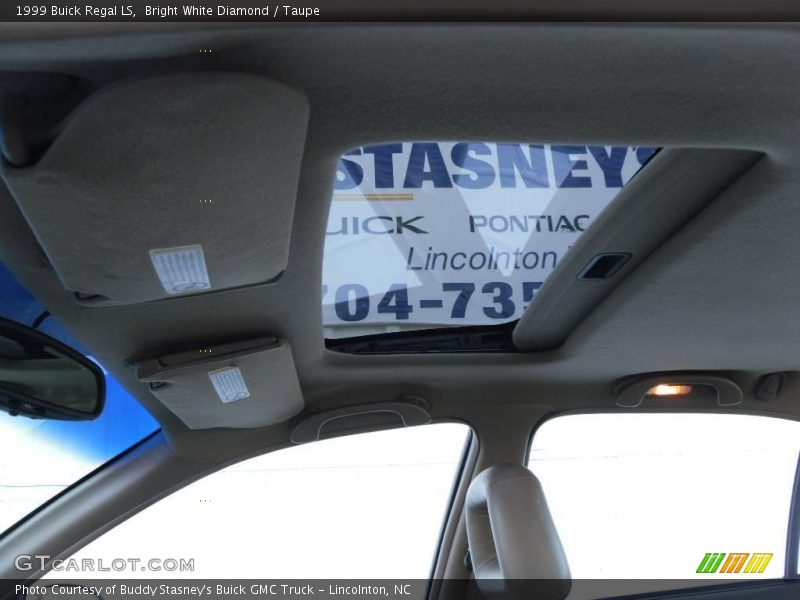 1999 Buick Regal LS, Bright White Diamond / Taupe
STASNEY'S
UICK PONTIAC
Lincolnton
704-735
GTCARLOT.COM
Photo Courtesy of Buddy Stasney's Buick GMC Truck - Lincolnton, NC